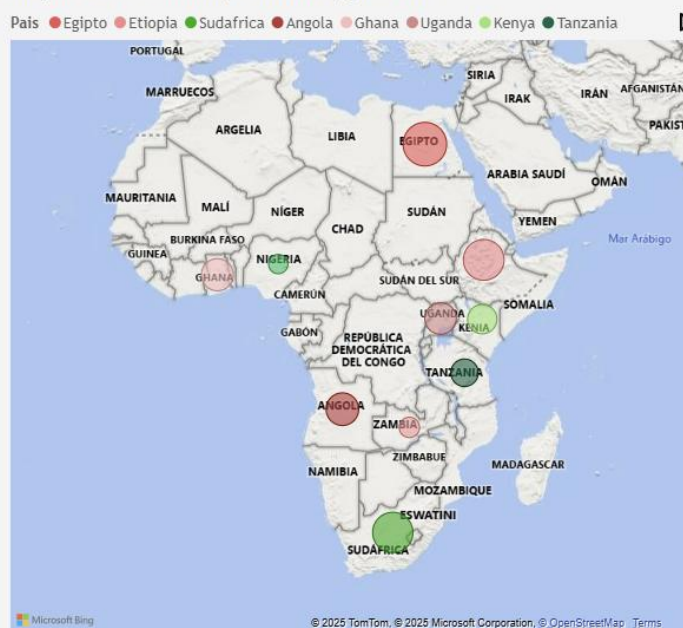 Pais Egipto Etiopia Sudafrica Angola Ghana Uganda Kenya Tanzania
PORTUGAL
SIRIA
MARRUECOS
IRAK
IRÁN
AFGANISTÁN
PAKIST
ARGELIA
LIBIA
EGIPTO
ARABIA SAUDÍ
OMÁN
MAURITANIA
MALÍ
NÍGER
CHAD
SUDÁN
YEMEN
Mar Arábigo
BURKINA FASO
GUINEA
NIGERIA
GHANA
SUDÁN DEL SUR
CAMERÚN
SOMALIA
UGANDA
KENIA
GABÓN
REPÚBLICA
DEMOCRÁTICA
DEL CONGO
TANZANIA
ANGOLA
ZAMBIA
ZIMBABUE
MADAGASCAR
NAMIBIA
MOZAMBIQUE
ESWATINI
SUDÁFRICA
Microsoft Bing
© 2025 TomTom, © 2025 Microsoft Corporation, © OpenStreetMap Terms